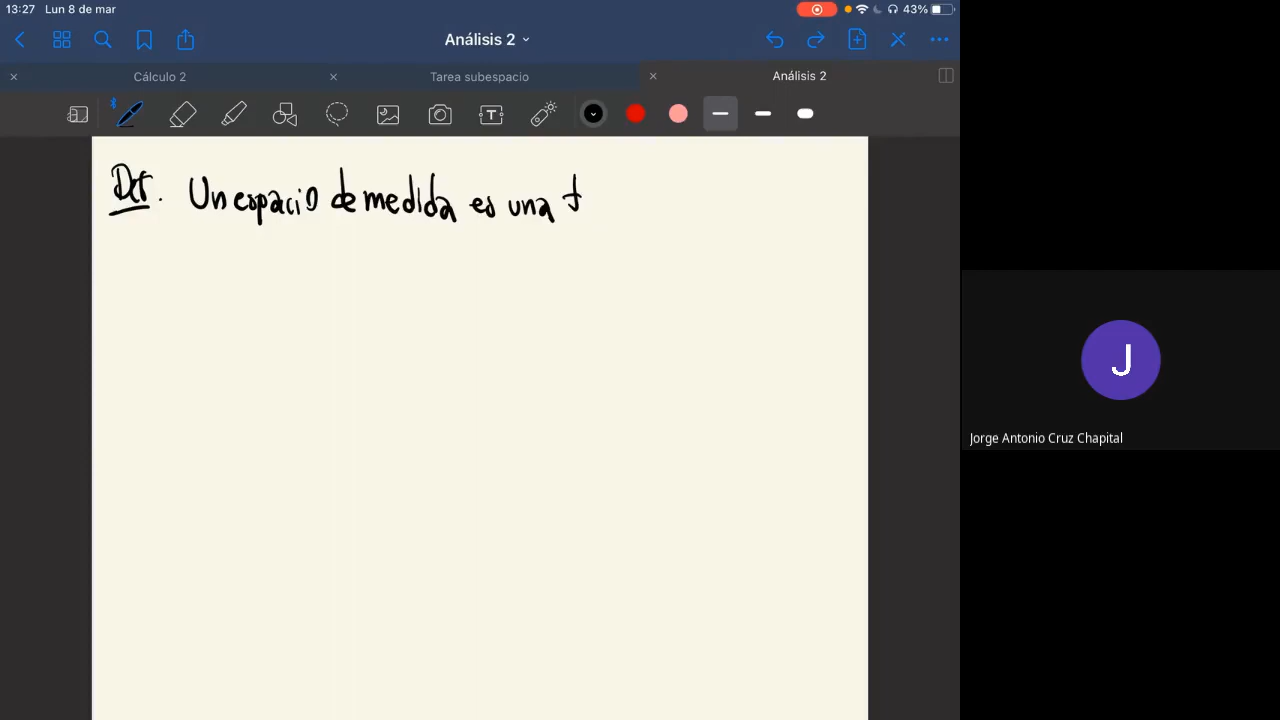 13:27 Lun 8 de mar
43%
Análisis 2
Cálculo 2
Tarea subespacio
Análisis 2
T
Def. Un espacio de medida es una t
J
Jorge Antonio Cruz Chapital